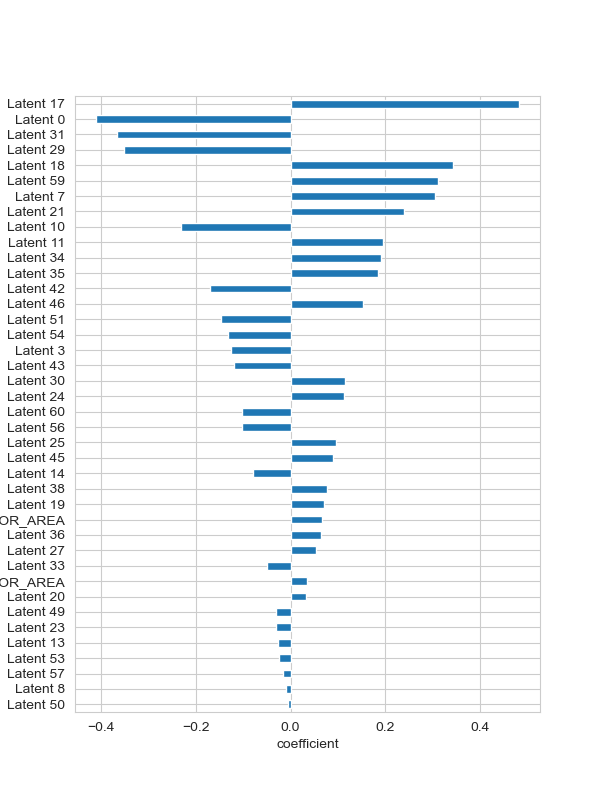 Latent 17
Latent 0
Latent 31
Latent 29
Latent 18
Latent 59
Latent 7
Latent 21
Latent 10
Latent 11
Latent 34
Latent 35
Latent 42
Latent 46
Latent 51
Latent 54
Latent 3
Latent 43
Latent 30
Latent 24
Latent 60
Latent 56
Latent 25
Latent 45
Latent 14
Latent 38
Latent 19
OR_AREA
Latent 36
Latent 27
Latent 33
OR_AREA
Latent 20
Latent 49
Latent 23
Latent 13
Latent 53
Latent 57
Latent 8
Latent 50
−0.4 −0.2 0.0 0.2 0.4
coefficient